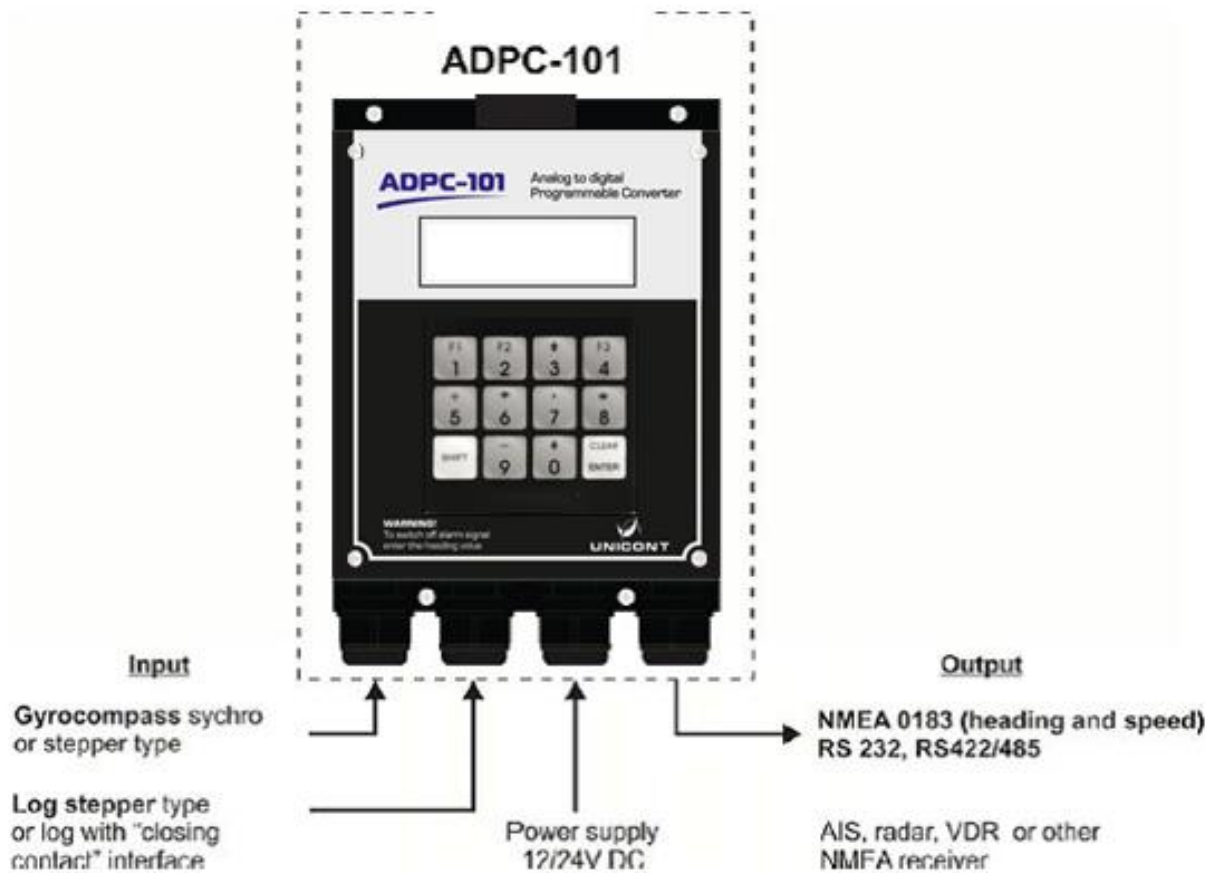 ADPC-101
ADPC-101
Analog to digital
Programmable Converter
F1 F2 F3
1 2 3 4
5 6 7 8
SHIFT 9 0 CLEAR
ENTER
WARNING!
To switch off alarm signal
enter the heading value
UNICONT
Input
Gyrocompass sychro
or stepper type
Log stepper type
or log with "closing
contact" interface
Power supply
12/24V DC
Output
NMEA 0183 (heading and speed)
RS 232, RS422/485
AIS, radar, VDR or other
NMEA receiver